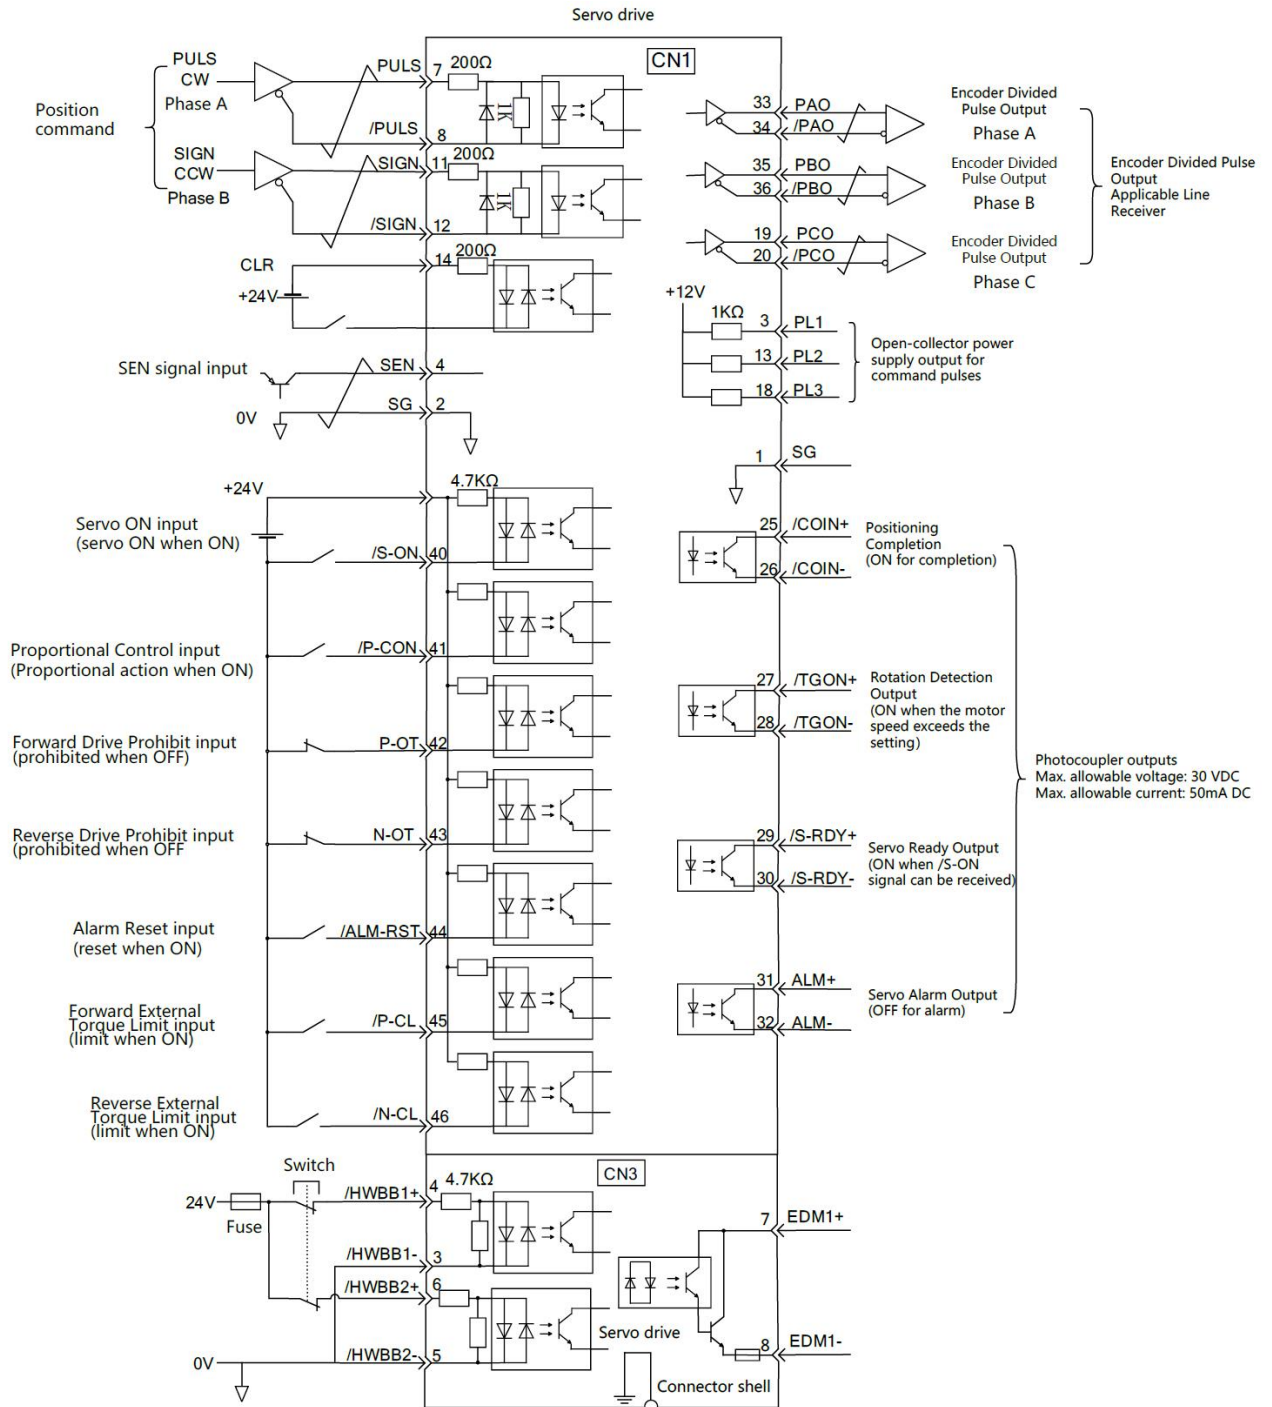 Servo drive
CN1
Position
command
PULS
CW
Phase A
SIGN
CCW
Phase B
PULS
7
200Ω
1K
/PULS
8
SIGN
11
200Ω
1K
/SIGN
12
CLR
+24V
14
200Ω
SEN signal input
SEN
4
0V
SG
2
+24V
4.7KΩ
Servo ON input
(servo ON when ON)
/S-ON
40
Proportional Control input
(Proportional action when ON)
/P-CON
41
Forward Drive Prohibit input
(prohibited when OFF)
P-OT
42
Reverse Drive Prohibit input
(prohibited when OFF
N-OT
43
Alarm Reset input
(reset when ON)
/ALM-RST
44
Forward External
Torque Limit input
(limit when ON)
/P-CL
45
Reverse External
Torque Limit input
(limit when ON)
/N-CL
46
33
PAO
34
/PAO
Encoder Divided
Pulse Output
Phase A
35
PBO
36
/PBO
Encoder Divided
Pulse Output
Phase B
19
PCO
20
/PCO
Encoder Divided
Pulse Output
Phase C
Encoder Divided Pulse
Output
Applicable Line
Receiver
+12V
1KΩ
3
PL1
13
PL2
18
PL3
Open-collector power
supply output for
command pulses
1
SG
25
/COIN+
26
/COIN-
Positioning
Completion
(ON for completion)
27
/TGON+
28
/TGON-
Rotation Detection
Output
(ON when the motor
speed exceeds the
setting)
29
/S-RDY+
30
/S-RDY-
Servo Ready Output
(ON when /S-ON
signal can be received)
31
ALM+
32
ALM-
Servo Alarm Output
(OFF for alarm)
Photocoupler outputs
Max. allowable voltage: 30 VDC
Max. allowable current: 50mA DC
CN3
Switch
24V
Fuse
/HWBB1+
4
4.7KΩ
/HWBB1-
3
/HWBB2+
6
0V
/HWBB2-
5
7
EDM1+
8
EDM1-
Servo drive
Connector shell